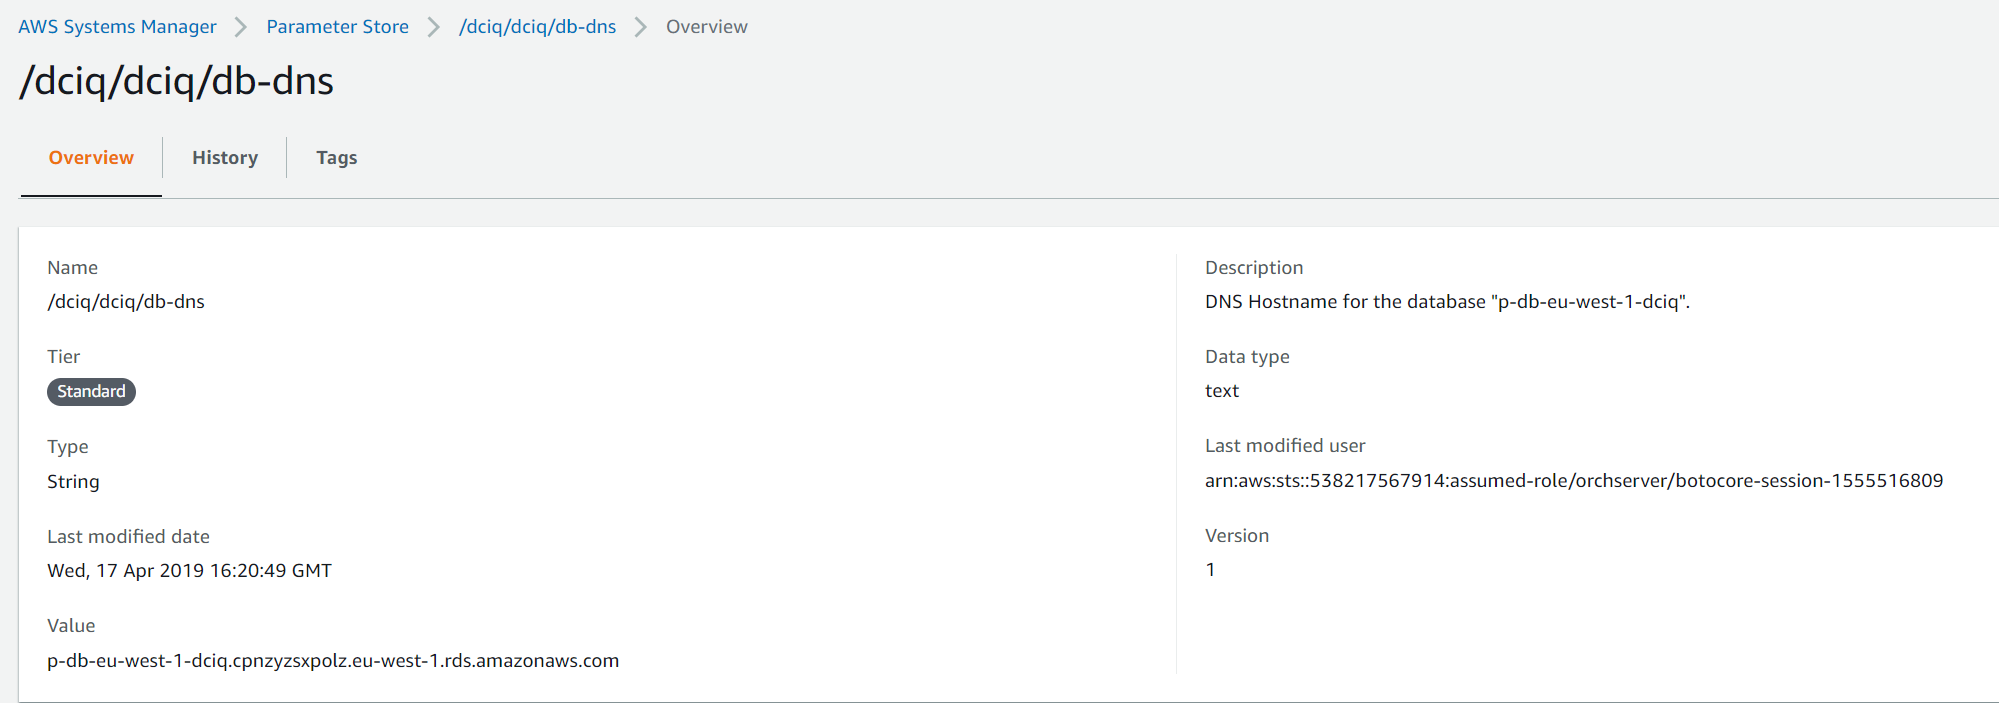 AWS Systems Manager > Parameter Store > /dciq/dciq/db-dns > Overview
/dciq/dciq/db-dns
Overview History Tags
Name
/dciq/dciq/db-dns
Tier
Standard
Type
String
Last modified date
Wed, 17 Apr 2019 16:20:49 GMT
Value
p-db-eu-west-1-dciq.cpnzyzsxpolz.eu-west-1.rds.amazonaws.com
Description
DNS Hostname for the database "p-db-eu-west-1-dciq".
Data type
text
Last modified user
arn:aws:sts::538217567914:assumed-role/orchserver/botocore-session-1555516809
Version
1